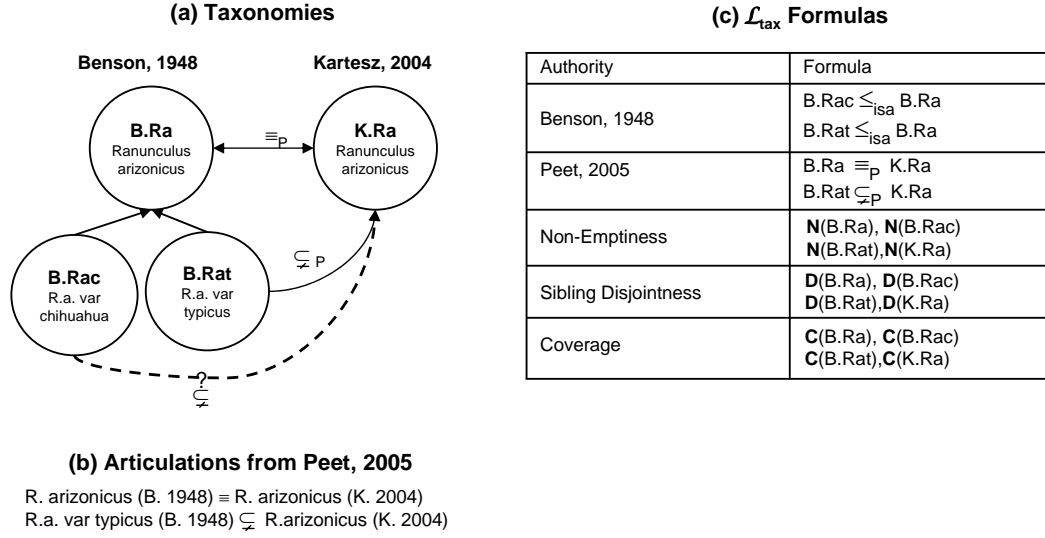 (a) Taxonomies
Benson, 1948
Kartesz, 2004
B.Ra
Ranunculus
arizonicus
≡P
K.Ra
Ranunculus
arizonicus
B.Rac
R.a. var
chihuahua
B.Rat
R.a. var
typicus
⊊ P
?
⊊
(b) Articulations from Peet, 2005
R. arizonicus (B. 1948) ≡ R. arizonicus (K. 2004)
R.a. var typicus (B. 1948) ⊊ R.arizonicus (K. 2004)
(c) ℒtax Formulas
Authority
Formula
Benson, 1948
B.Rac ≤isa B.Ra
B.Rat ≤isa B.Ra
Peet, 2005
B.Ra ≡P K.Ra
B.Rat ⊊P K.Ra
Non-Emptiness
N(B.Ra), N(B.Rac)
N(B.Rat),N(K.Ra)
Sibling Disjointness
D(B.Ra), D(B.Rac)
D(B.Rat),D(K.Ra)
Coverage
C(B.Ra), C(B.Rac)
C(B.Rat),C(K.Ra)